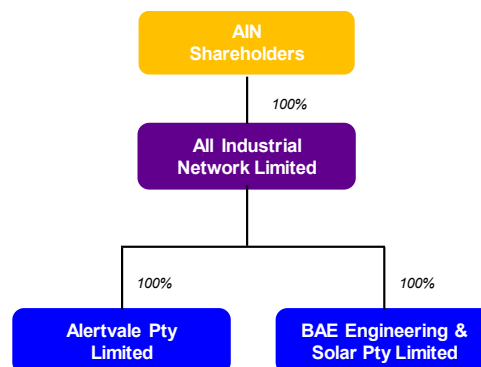 AIN
Shareholders
100%
All Industrial
Network Limited
100%
100%
Alertvale Pty
Limited
BAE Engineering &
Solar Pty Limited